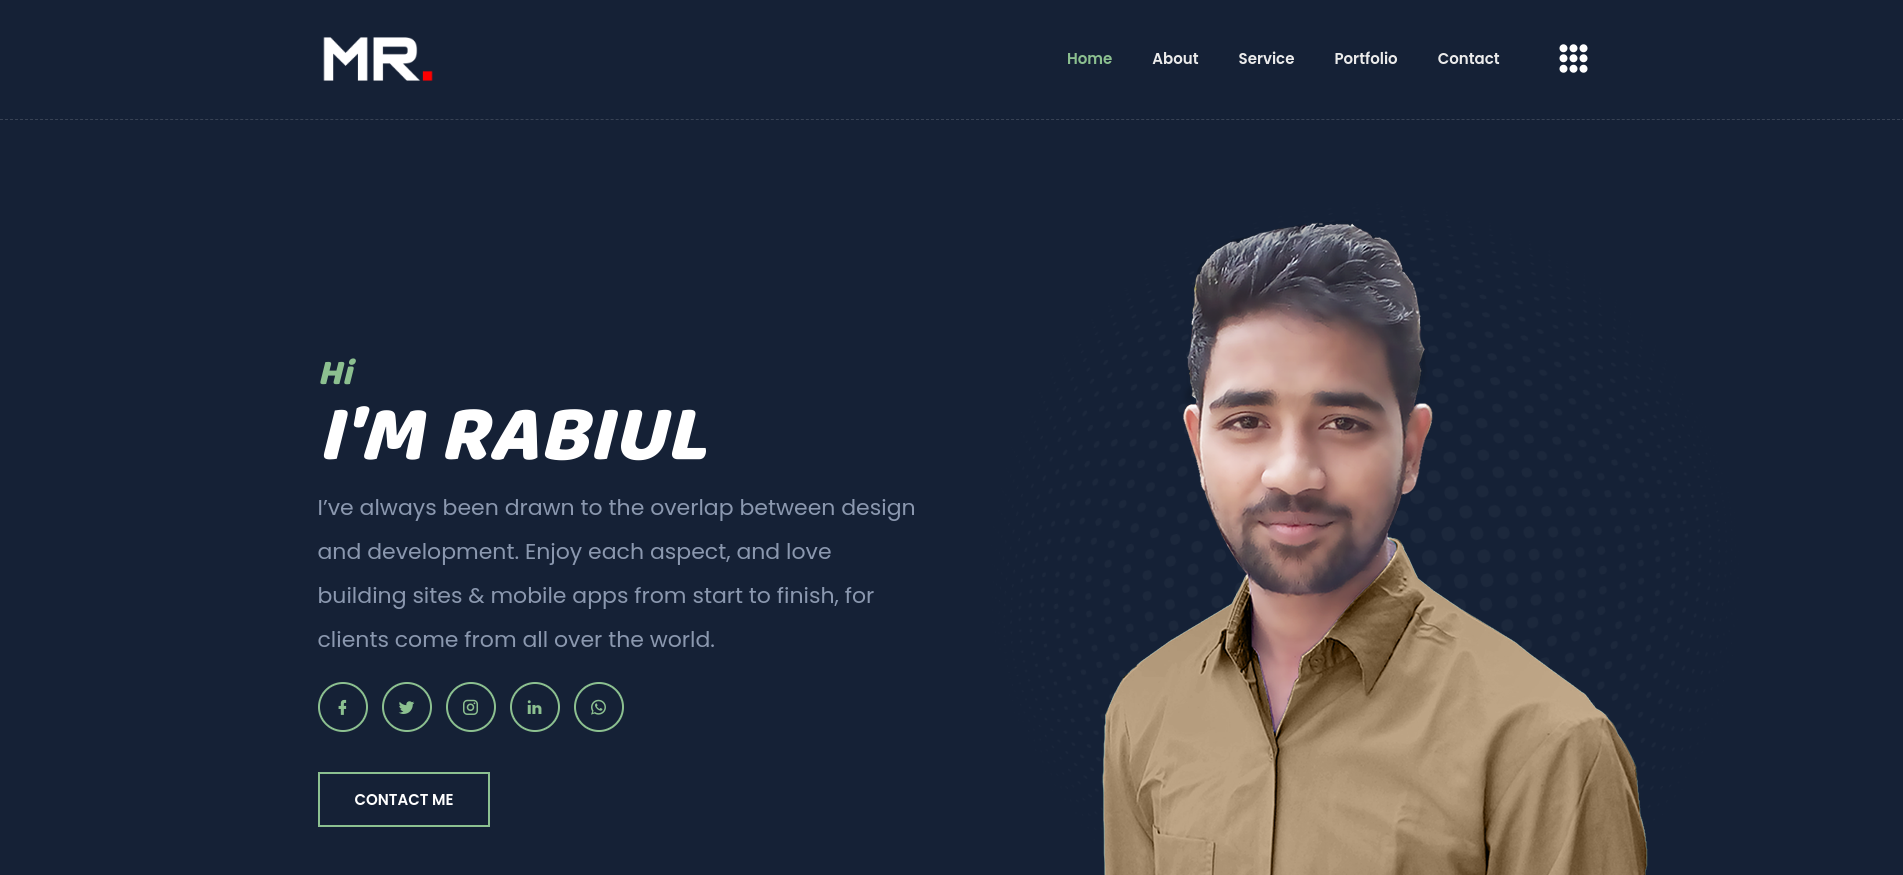 MR.
Home About Service Portfolio Contact
Hi
I'M RABIUL
I’ve always been drawn to the overlap between design
and development. Enjoy each aspect, and love
building sites & mobile apps from start to finish, for
clients come from all over the world.
CONTACT ME